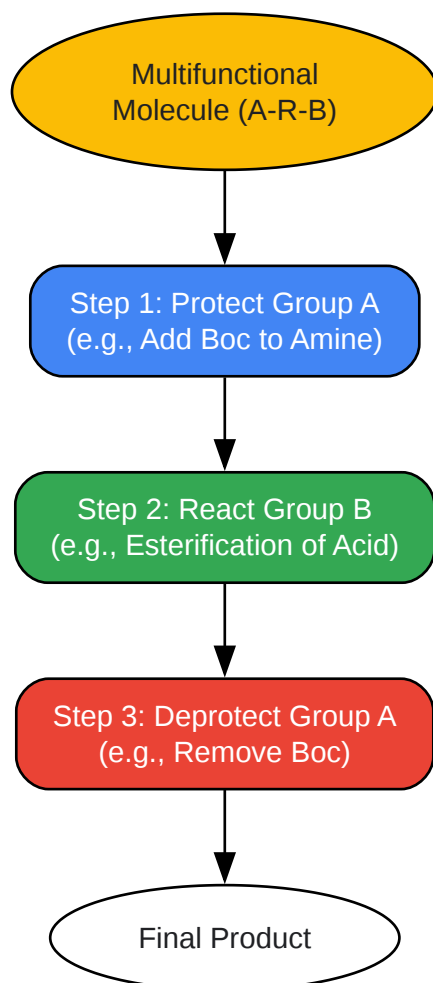 Multifunctional
Molecule (A-R-B)
Step 1: Protect Group A
(e.g., Add Boc to Amine)
Step 2: React Group B
(e.g., Esterification of Acid)
Step 3: Deprotect Group A
(e.g., Remove Boc)
Final Product